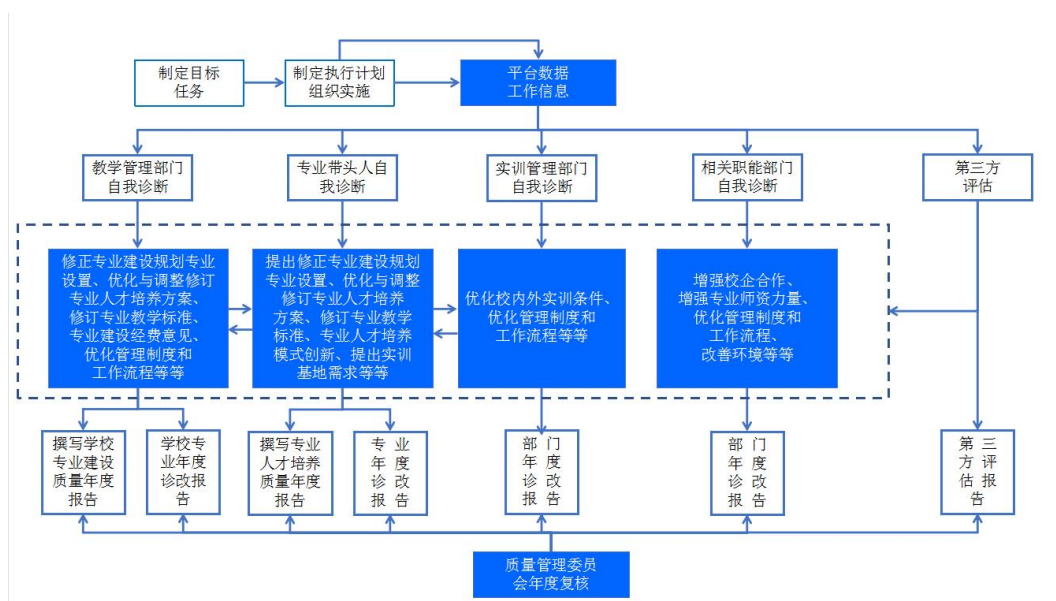 制定目标
任务
制定执行计划
组织实施
平台数据
工作信息
教学管理部门
自我诊断
专业带头人自
我诊断
实训管理部门
自我诊断
相关职能部门
自我诊断
第三方
评估
修正专业建设规划专业
设置、优化与调整修订
专业人才培养方案、
修订专业教学标准、
专业建设经费意见、
优化管理制度和
工作流程等等
提出修正专业建设规划
专业设置、优化与调整
修订专业人才培养
方案、修订专业教学
标准、专业人才培养
模式创新、提出实训
基地需求等等
优化校内外实训条件、
优化管理制度和
工作流程等等
增强校企合作、
增强专业师资力量、
优化管理制度和
工作流程、
改善环境等等
撰写学校
专业建设
质量年度
报告
学校专
业年度
诊改报
告
撰写专业
人才培养
质量年度
报告
专 业
年 度
诊 改
报 告
部 门
年 度
诊 改
报 告
部 门
年 度
诊 改
报 告
第 三
方 评
估 报
告
质量管理委员
会年度复核